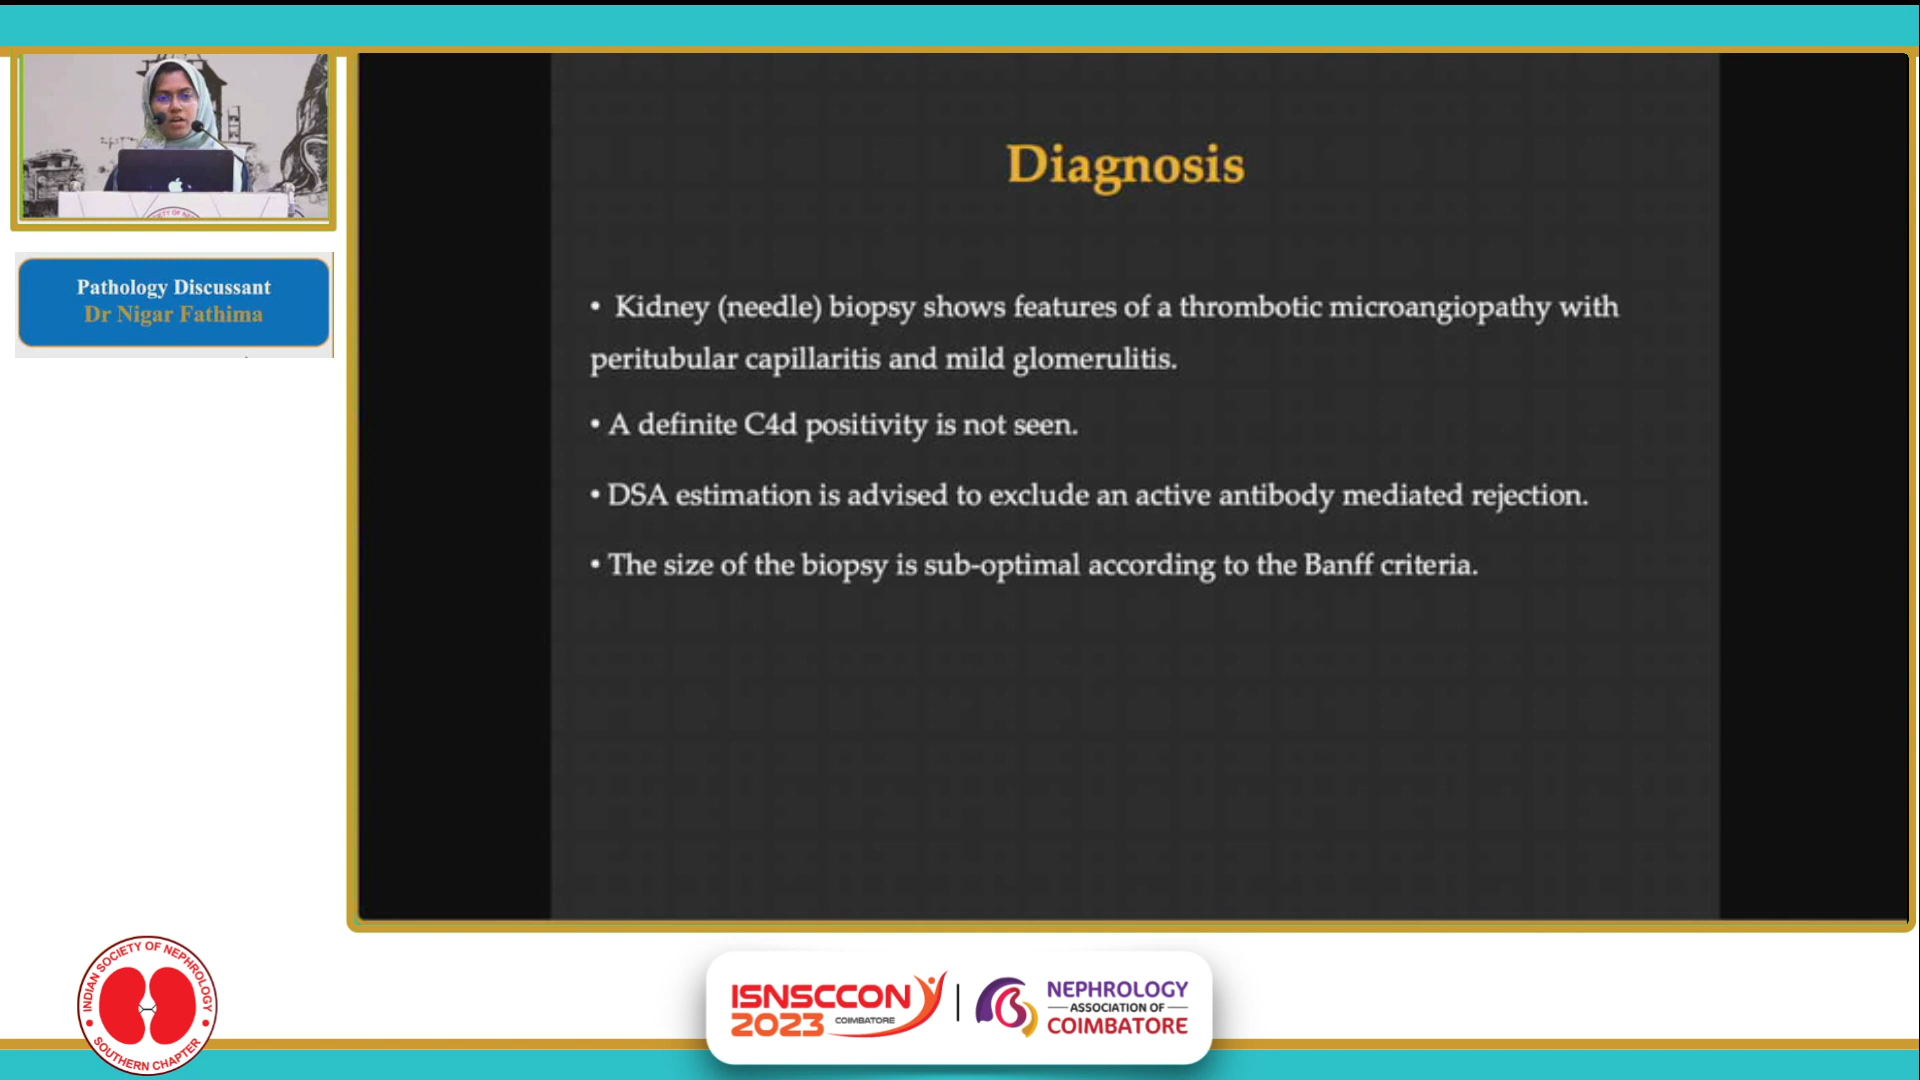 Pathology Discussant
Dr Nigar Fathima
Diagnosis
• Kidney (needle) biopsy shows features of a thrombotic microangiopathy with
peritubular capillaritis and mild glomerulitis.
• A definite C4d positivity is not seen.
• DSA estimation is advised to exclude an active antibody mediated rejection.
• The size of the biopsy is sub-optimal according to the Banff criteria.
INDIAN SOCIETY OF NEPHROLOGY
SOUTHERN CHAPTER
ISNSCCON
2023 COIMBATORE
NEPHROLOGY
ASSOCIATION OF
COIMBATORE